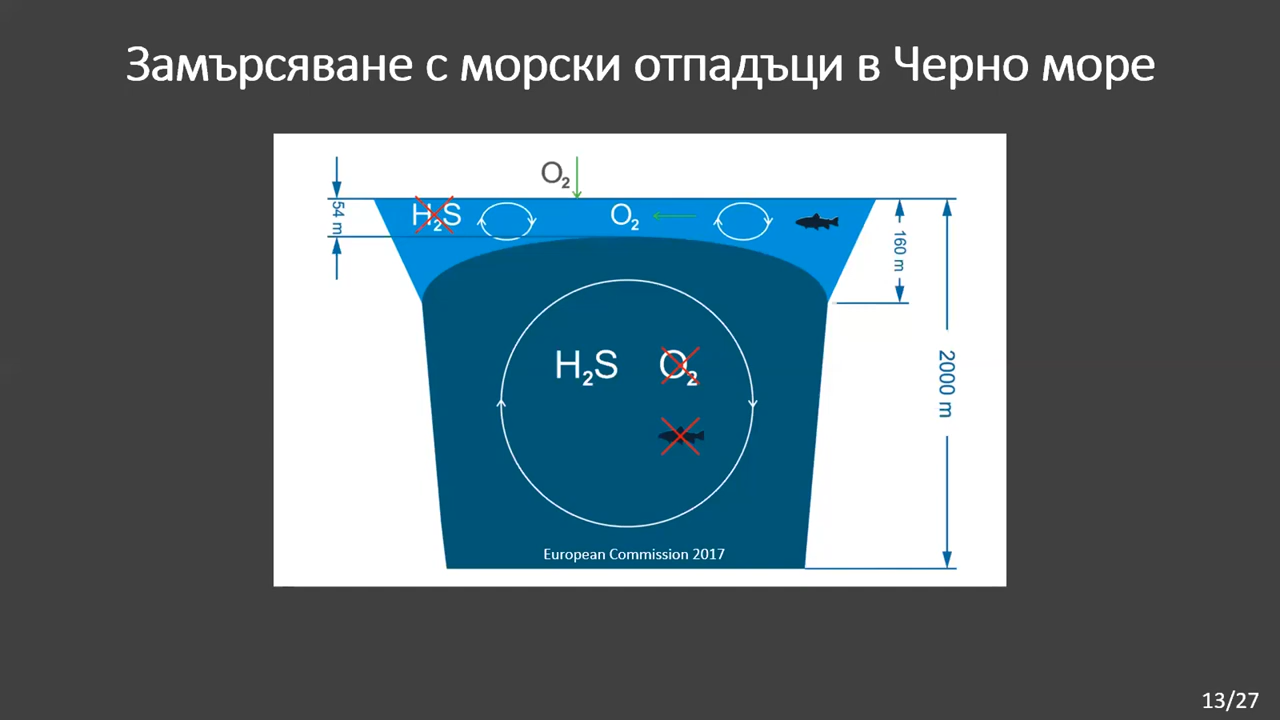 Замърсяване с морски отпадъци в Черно море
O₂
54 m
H₂S
O₂
160 m
H₂S
O₂
2000 m
European Commission 2017
13/27